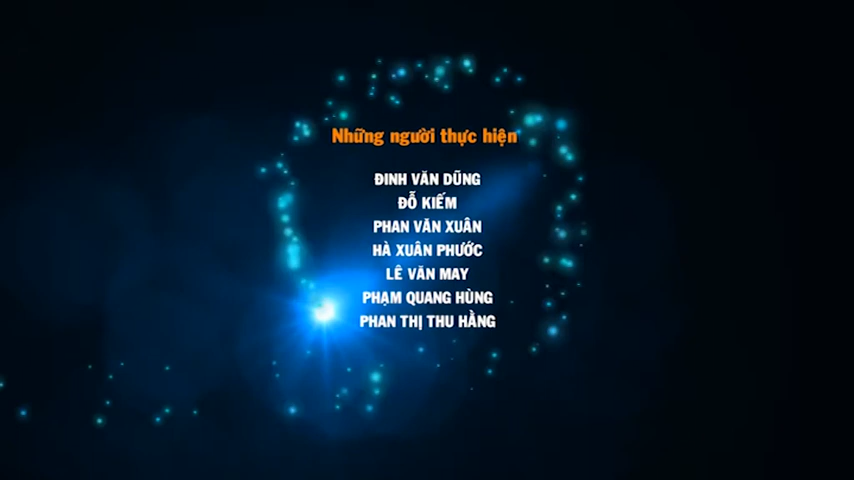 Những người thực hiện
ĐINH VĂN DŨNG
ĐỖ KIẾM
PHAN VĂN XUÂN
HÀ XUÂN PHƯỚC
LÊ VĂN MAY
PHẠM QUANG HÙNG
PHAN THỊ THU HẰNG